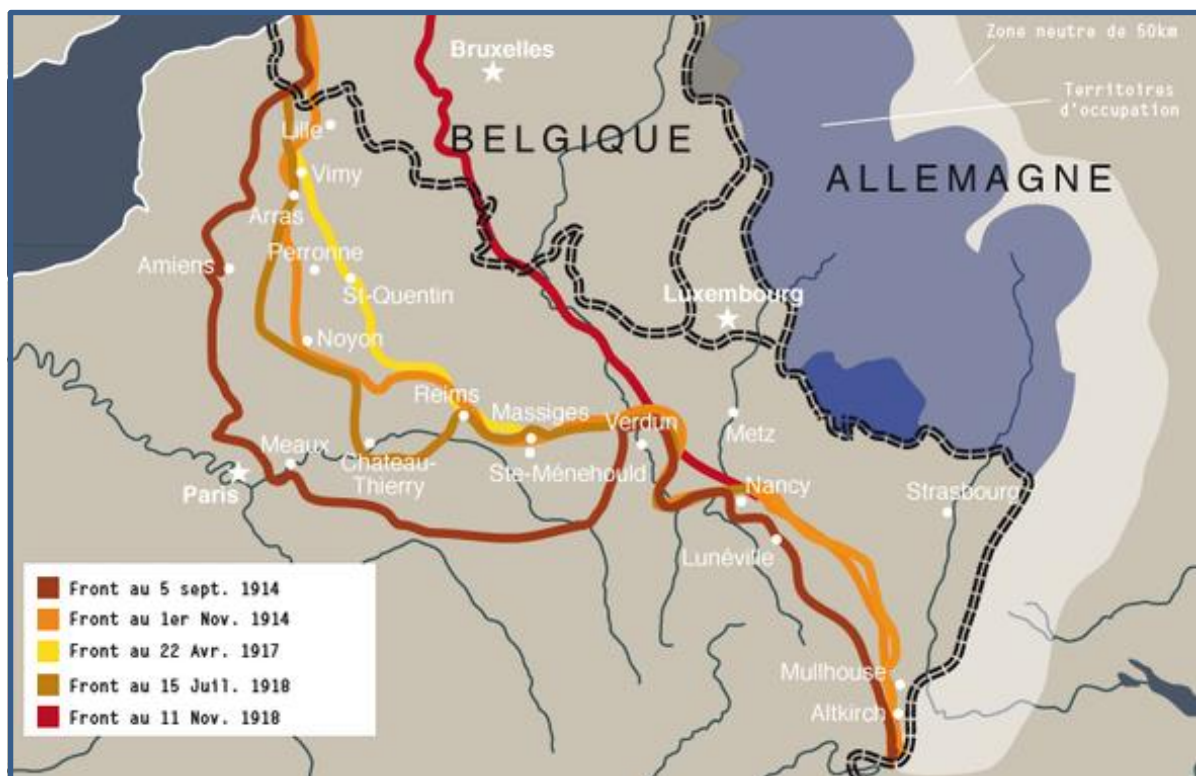 Zone neutre de 50km
Bruxelles
Territoires
d'occupation
Lille
BELGIQUE
Vimy
ALLEMAGNE
Arras
Perronne
Amiens
St-Quentin
Luxembourg
Noyon
Reims
Massiges
Verdun
Metz
Meaux
Chateau-
Thierry
Ste-Ménehould
Paris
Nancy
Strasbourg
Lunéville
Front au 5 sept. 1914
Front au 1er Nov. 1914
Front au 22 Avr. 1917
Front au 15 Juil. 1918
Front au 11 Nov. 1918
Mullhouse
Altkirch